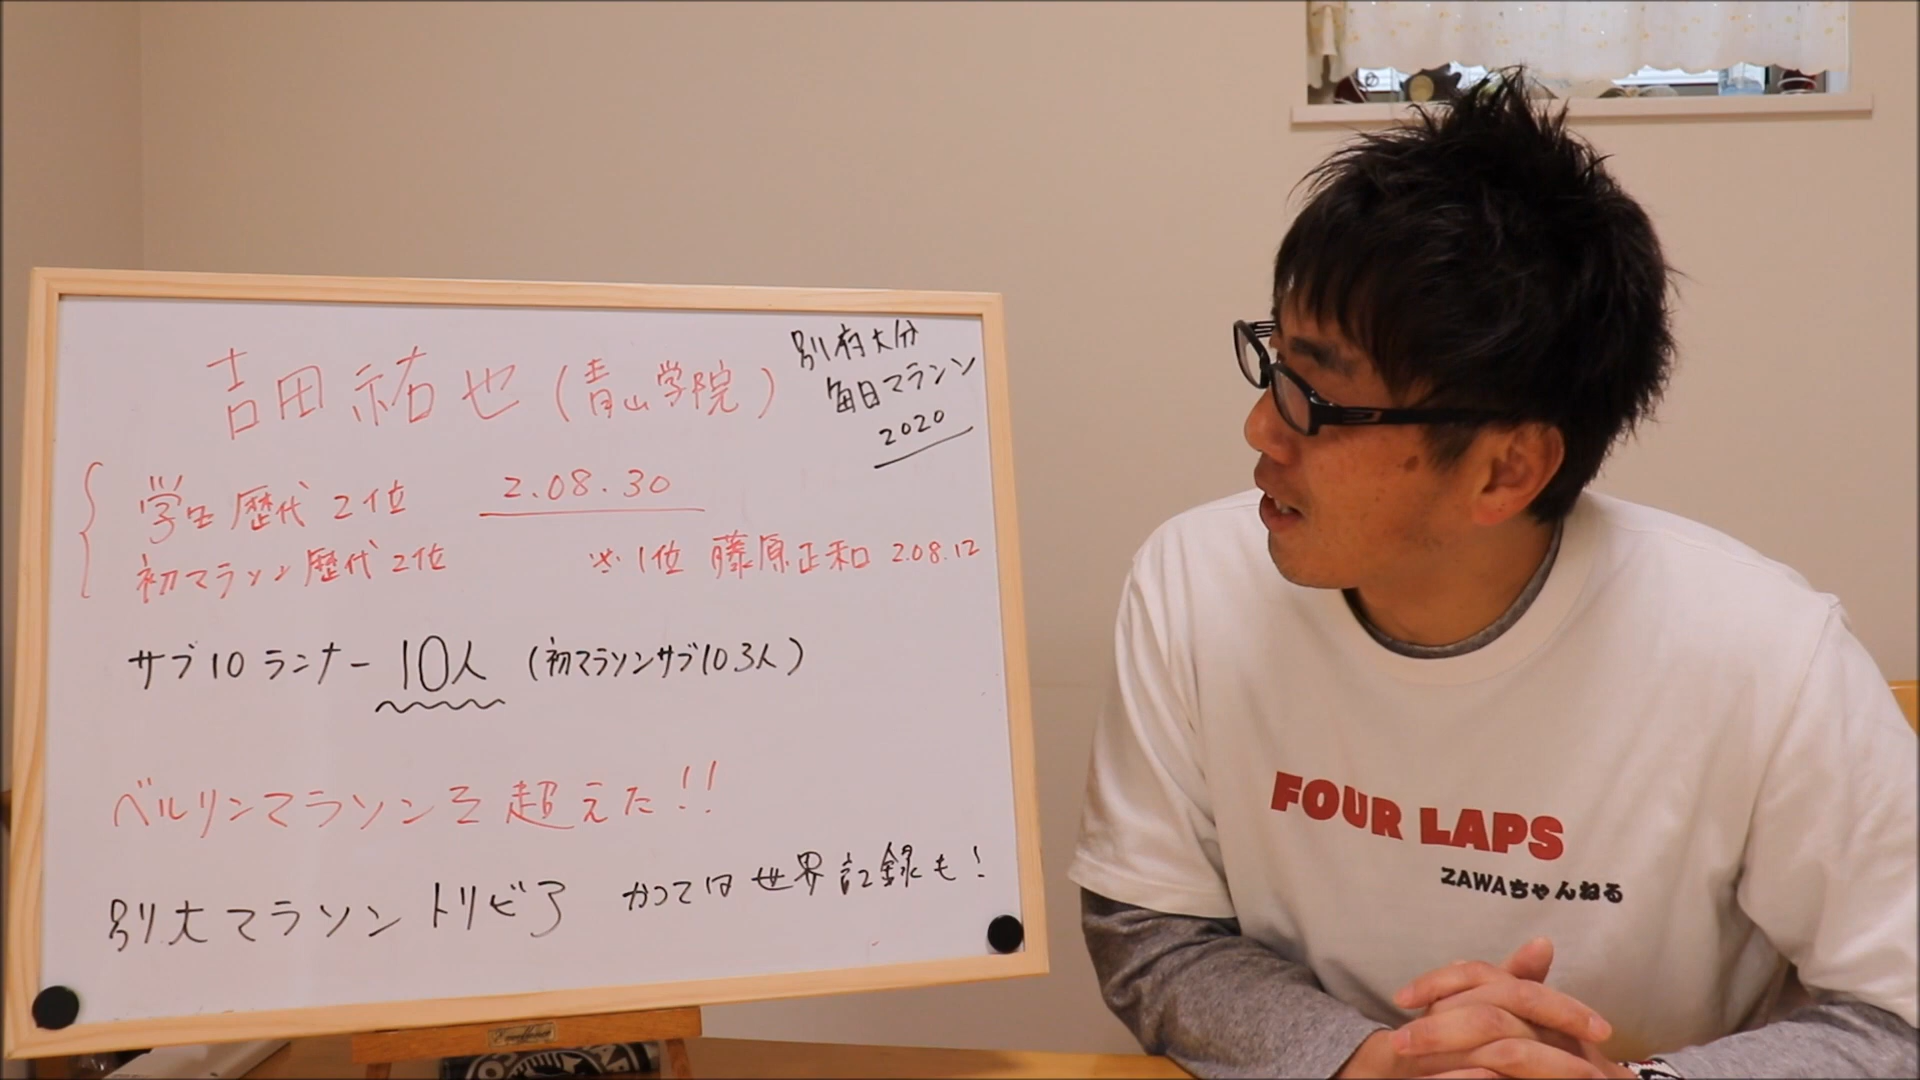 別府大分
毎日マラソン
2020
吉田祐也(青山学院)
学生歴代2位 2.08.30
初マラソン歴代2位 ※1位 藤原正和 2.08.12
サブ10ランナー 10人 (初マラソンサブ10 3人)
ベルリンマラソンを超えた!!
別大マラソントリビア かつては世界記録も!
FOUR LAPS
ZAWAちゃんねる